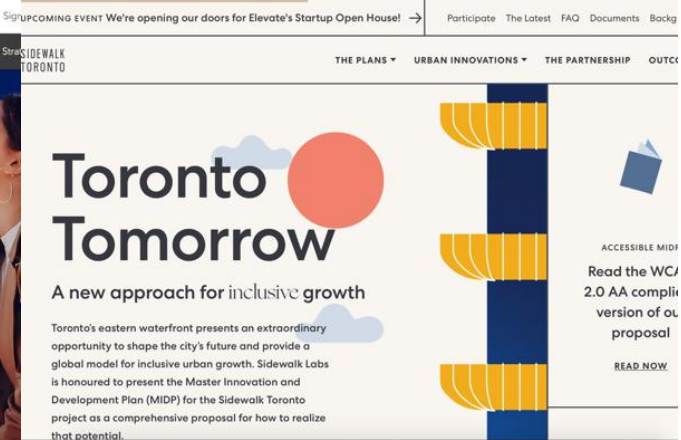 UPCOMING EVENT We're opening our doors for Elevate's Startup Open House! →
Participate The Latest FAQ Documents Backg
SIDEWALK
TORONTO
THE PLANS ▾ URBAN INNOVATIONS ▾ THE PARTNERSHIP OUTCO
Toronto
Tomorrow
A new approach for inclusive growth
Toronto's eastern waterfront presents an extraordinary
opportunity to shape the city's future and provide a
global model for inclusive urban growth. Sidewalk Labs
is honoured to present the Master Innovation and
Development Plan (MIDP) for the Sidewalk Toronto
project as a comprehensive proposal for how to realize
that potential.
ACCESSIBLE MIDP
Read the WCA
2.0 AA complia
version of ou
proposal
READ NOW